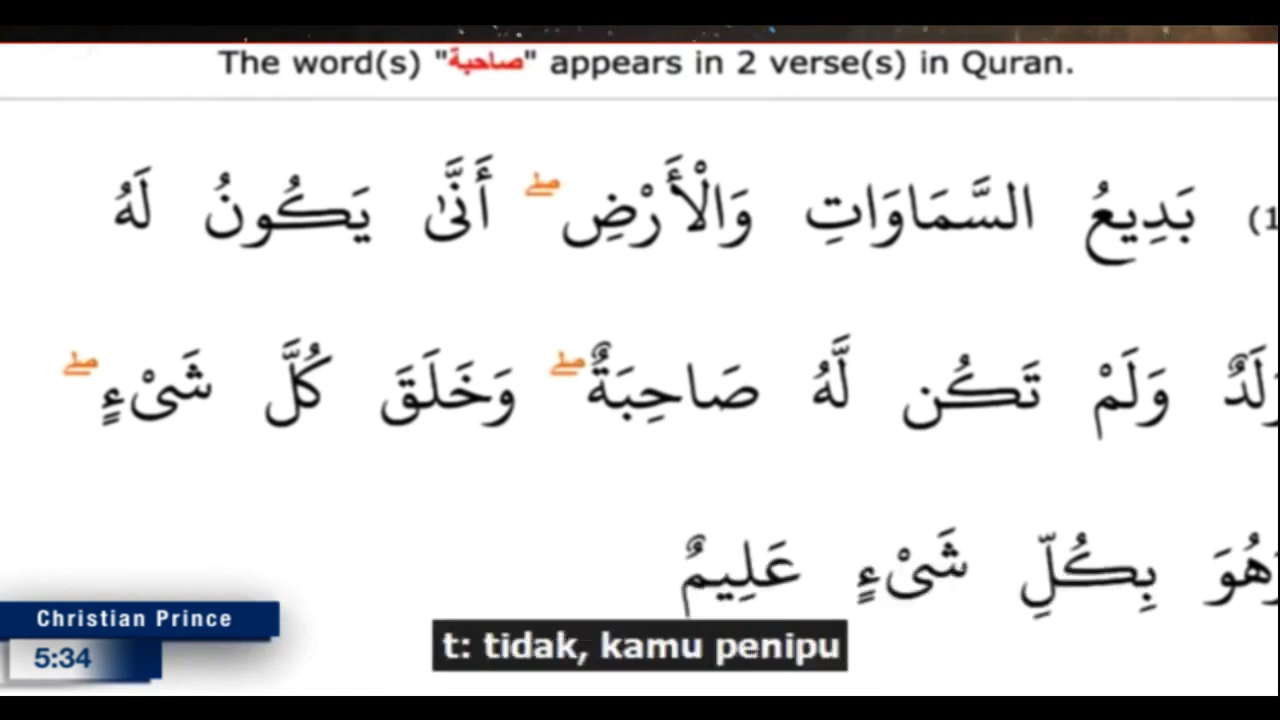 The word(s) "صاحبة" appears in 2 verse(s) in Quran.
بَدِيعُ السَّمَاوَاتِ وَالْأَرْضِ ۖ أَنَّىٰ يَكُونُ لَهُ
وَلَمْ تَكُن لَّهُ صَاحِبَةٌ ۖ وَخَلَقَ كُلَّ شَيْءٍ ۖ
بِكُلِّ شَيْءٍ عَلِيمٌ
Christian Prince
5:34
t: tidak, kamu penipu